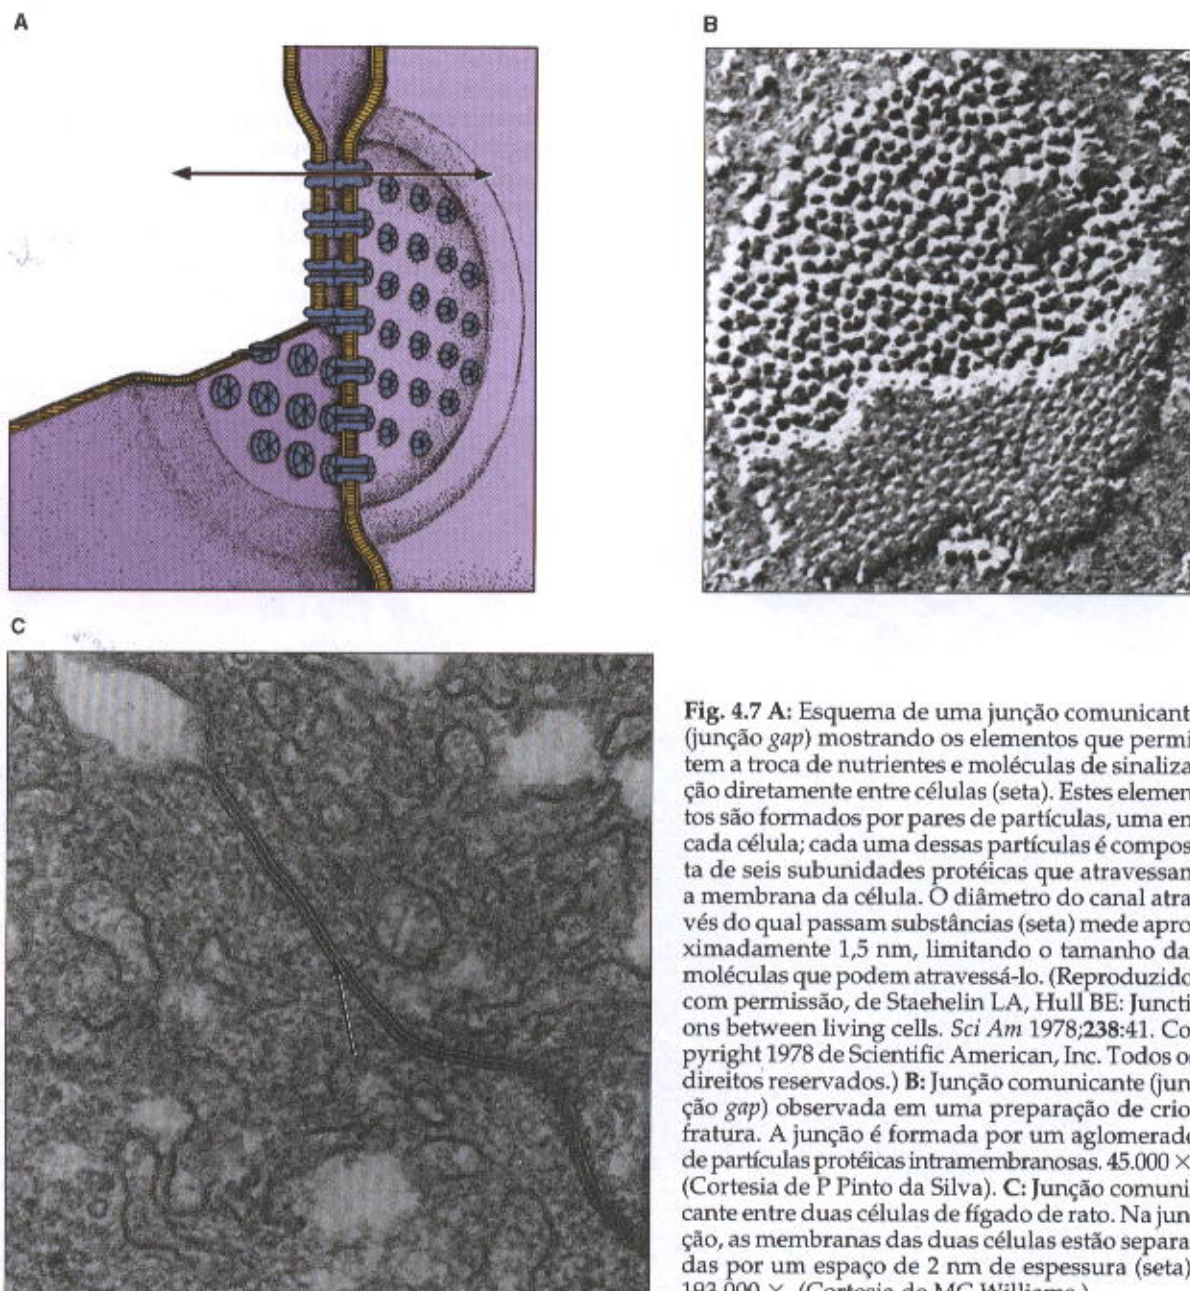 A
B
C
Fig. 4.7 A: Esquema de uma junção comunicant
(junção gap) mostrando os elementos que permi
tem a troca de nutrientes e moléculas de sinaliza
ção diretamente entre células (seta). Estes elemen
tos são formados por pares de partículas, uma en
cada célula; cada uma dessas partículas é compos
ta de seis subunidades protéicas que atravessan
a membrana da célula. O diâmetro do canal atra
vés do qual passam substâncias (seta) mede apro
ximadamente 1,5 nm, limitando o tamanho da
moléculas que podem atravessá-lo. (Reproduzido
com permissão, de Staehelin LA, Hull BE: Juncti
ons between living cells. Sci Am 1978;238:41. Co
pyright 1978 de Scientific American, Inc. Todos o
direitos reservados.) B: Junção comunicante (jun
ção gap) observada em uma preparação de crio
fratura. A junção é formada por um aglomerado
de partículas protéicas intramembranosas. 45.000 ×
(Cortesia de P Pinto da Silva). C: Junção comuni
cante entre duas células de fígado de rato. Na jun
ção, as membranas das duas células estão separa
das por um espaço de 2 nm de espessura (seta)
193.000 ×. (Cortesia de MC Williams.)